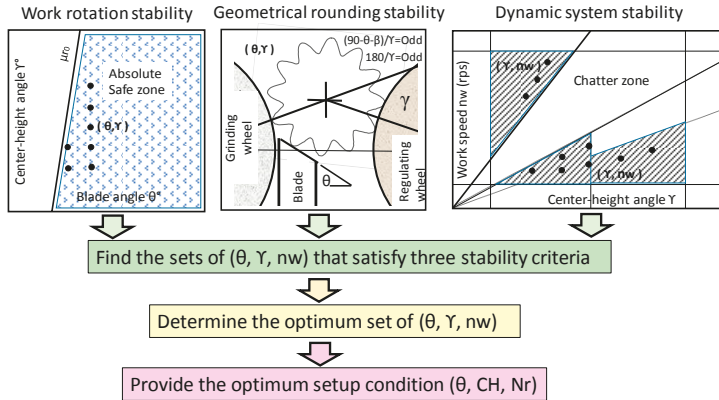 Work rotation stability
Geometrical rounding stability
Dynamic system stability
Center-height angle ϒ°
μr0
Absolute
Safe zone
(θ,ϒ)
Blade angle θ°
(θ,ϒ)
(90-θ-β)/ϒ=Odd
180/ϒ=Odd
γ
Grinding
wheel
Blade
θ
Regulating
wheel
Work speed nw (rps)
(ϒ, nw)
Chatter zone
(ϒ, nw)
Center-height angle ϒ
Find the sets of (θ, ϒ, nw) that satisfy three stability criteria
Determine the optimum set of (θ, ϒ, nw)
Provide the optimum setup condition (θ, CH, Nr)